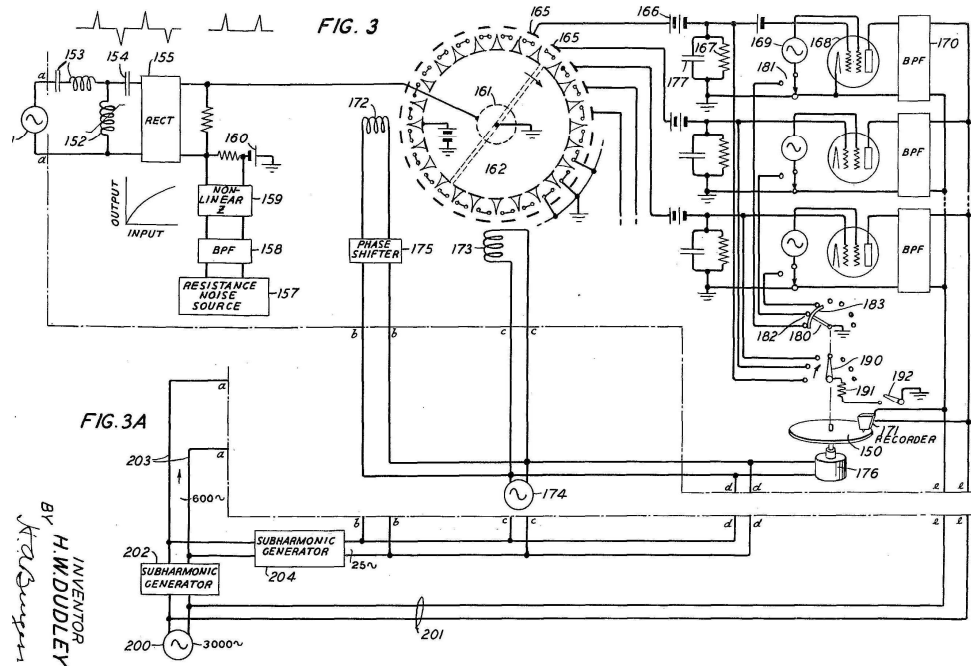 FIG. 3
153
154
155
a
RECT
1
152
a
160
OUTPUT
INPUT
NON-
LINEAR
Z
159
BPF
158
RESISTANCE
NOISE
SOURCE
157
165
165
161
162
172
PHASE
SHIFTER
175
173
166
167
177
169
168
181
BPF
170
BPF
BPF
183
182
180
190
191
192
171
RECORDER
150
176
b
b
c
c
174
d
d
l
l
FIG. 3A
a
a
203
600~
b
b
c
c
d
d
l
l
202
SUBHARMONIC
GENERATOR
SUBHARMONIC
GENERATOR
204
25~
200
3000~
201
INVENTOR
H. W. DUDLEY
BY